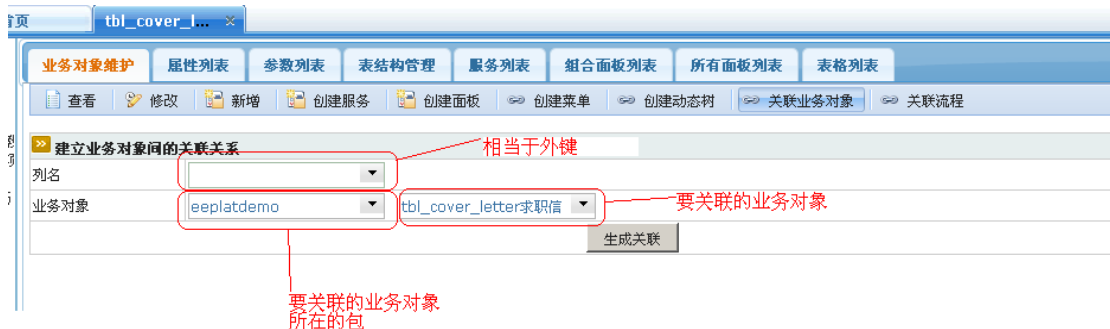 首页 tbl_cover_l... ×
业务对象维护 属性列表 参数列表 表结构管理 服务列表 组合面板列表 所有面板列表 表格列表
查看 修改 新增 创建服务 创建面板 创建菜单 创建动态树 关联业务对象 关联流程
建立业务对象间的关联关系 相当于外键
列名
业务对象 eeplatdemo tbl_cover_letter求职信 要关联的业务对象
生成关联
要关联的业务对象
所在的包